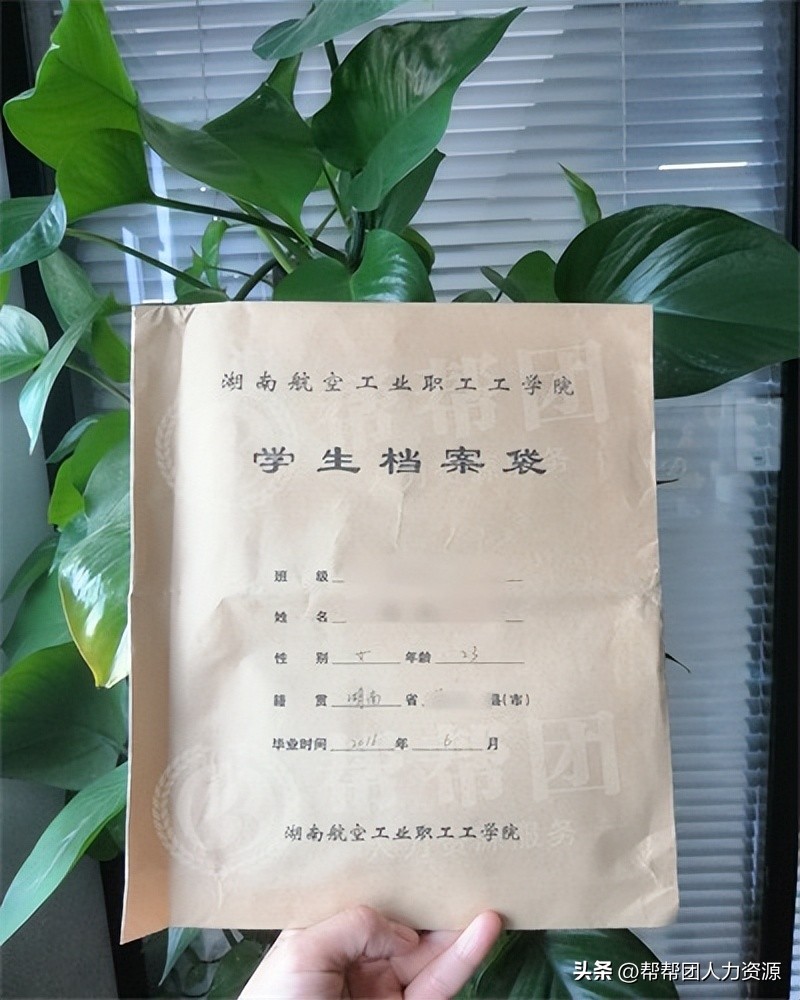 湖南航空工业职工工学院
学生档案袋
班 级
姓 名
性 别 女 年龄 23
籍 贯 湖南 省 县(市)
毕业时间 年 6 月
湖南航空工业职工工学院
帮帮团
头条 @帮帮团人力资源